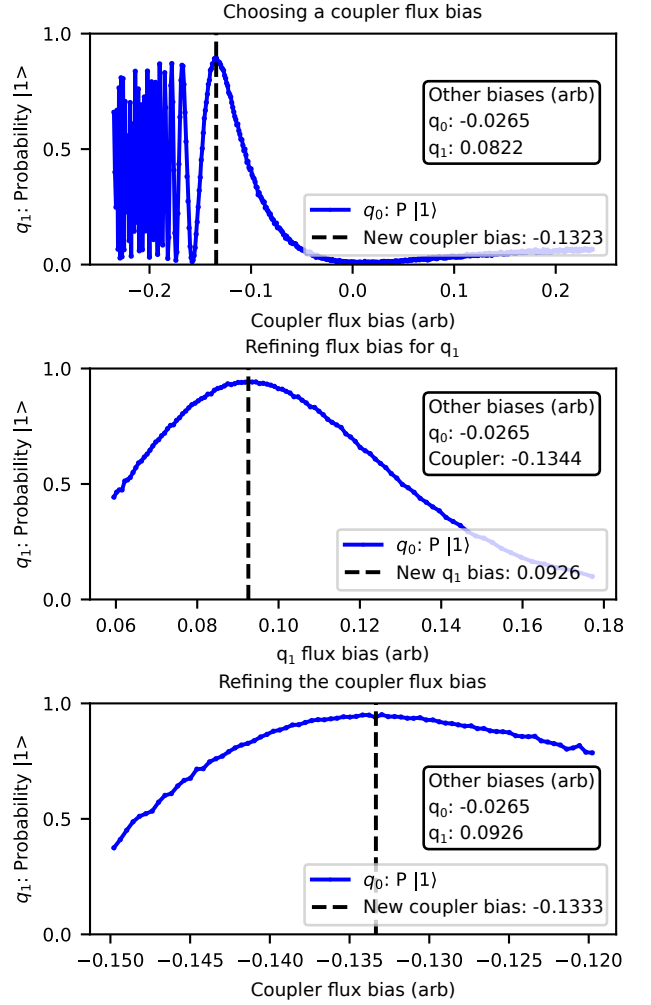 Choosing a coupler flux bias
q₁: Probability |1>
1.0
0.5
0.0
Other biases (arb)
q₀: -0.0265
q₁: 0.0822
q₀: P |1⟩
New coupler bias: -0.1323
−0.2
−0.1
0.0
0.1
0.2
Coupler flux bias (arb)
Refining flux bias for q₁
q₁: Probability |1>
1.0
0.5
0.0
Other biases (arb)
q₀: -0.0265
Coupler: -0.1344
q₀: P |1⟩
New q₁ bias: 0.0926
0.06
0.08
0.10
0.12
0.14
0.16
0.18
q₁ flux bias (arb)
Refining the coupler flux bias
q₁: Probability |1>
1.0
0.5
0.0
Other biases (arb)
q₀: -0.0265
q₁: 0.0926
q₀: P |1⟩
New coupler bias: -0.1333
−0.150
−0.145
−0.140
−0.135
−0.130
−0.125
−0.120
Coupler flux bias (arb)